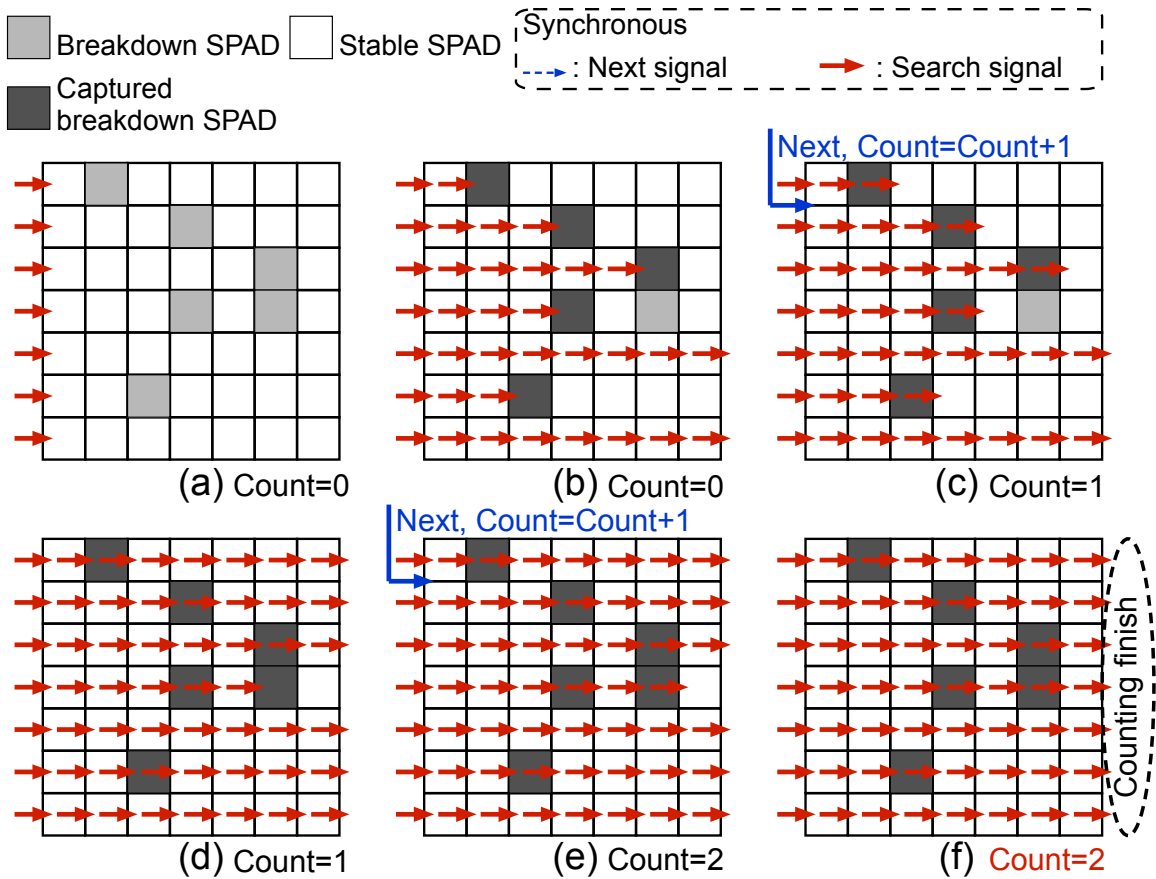 Breakdown SPAD
Stable SPAD
Captured
breakdown SPAD
Synchronous
: Next signal
: Search signal
Next, Count=Count+1
(a) Count=0
(b) Count=0
(c) Count=1
Next, Count=Count+1
Counting finish
(d) Count=1
(e) Count=2
(f) Count=2